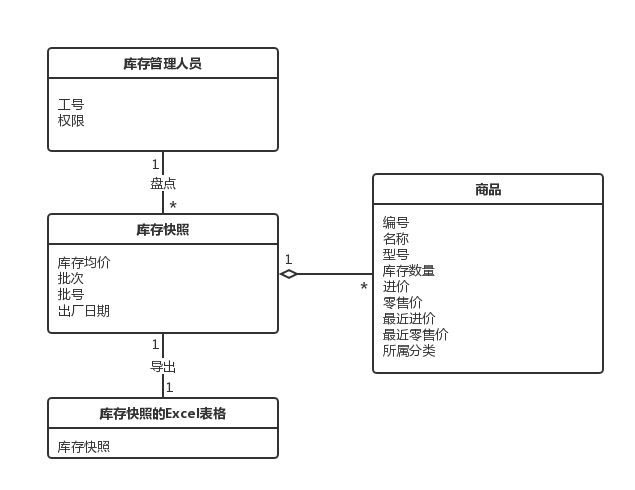 库存管理人员
工号
权限
1
盘点
*
库存快照
库存均价
批次
批号
出厂日期
1
*
商品
编号
名称
型号
库存数量
进价
零售价
最近进价
最近零售价
所属分类
1
导出
1
库存快照的Excel表格
库存快照